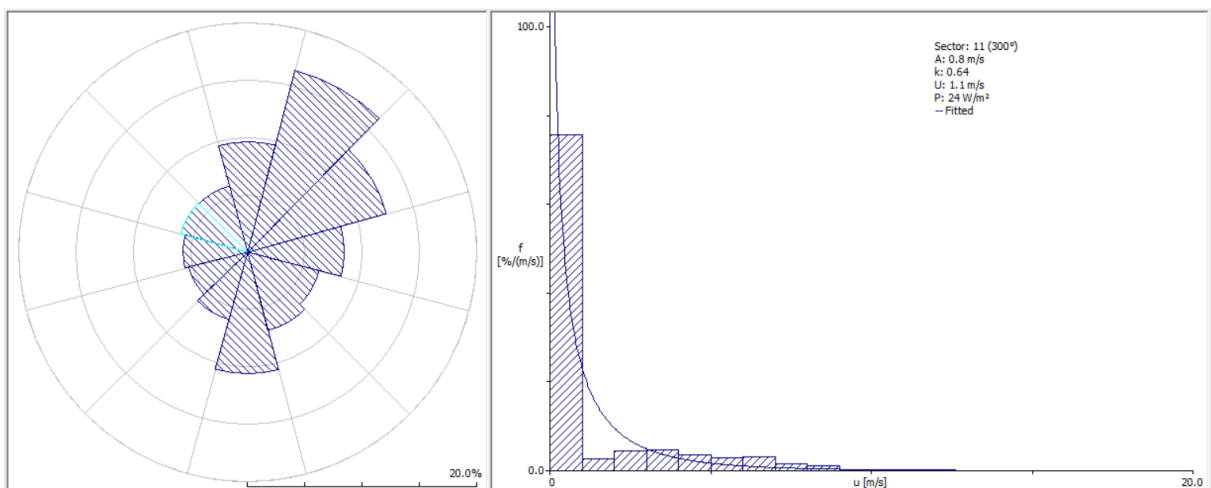 20.0%
100.0
f
[%/(m/s)]
0.0
0
u [m/s]
20.0
Sector: 11 (300°)
A: 0.8 m/s
k: 0.64
U: 1.1 m/s
P: 24 W/m²
— Fitted